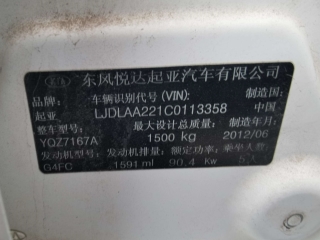 KIA 东风悦达起亚汽车有限公司
品牌: 车辆识别代号(VIN): 制造国:
起亚 LJDLAA221C0113358 中国
整车型号: 最大设计总质量: 制造年月:
YQZ7167A 1500 kg 2012/06
发动机型号: 发动机排量: 额定功率: 乘坐人数
G4FC 1591 ml 90.4 Kw 5人